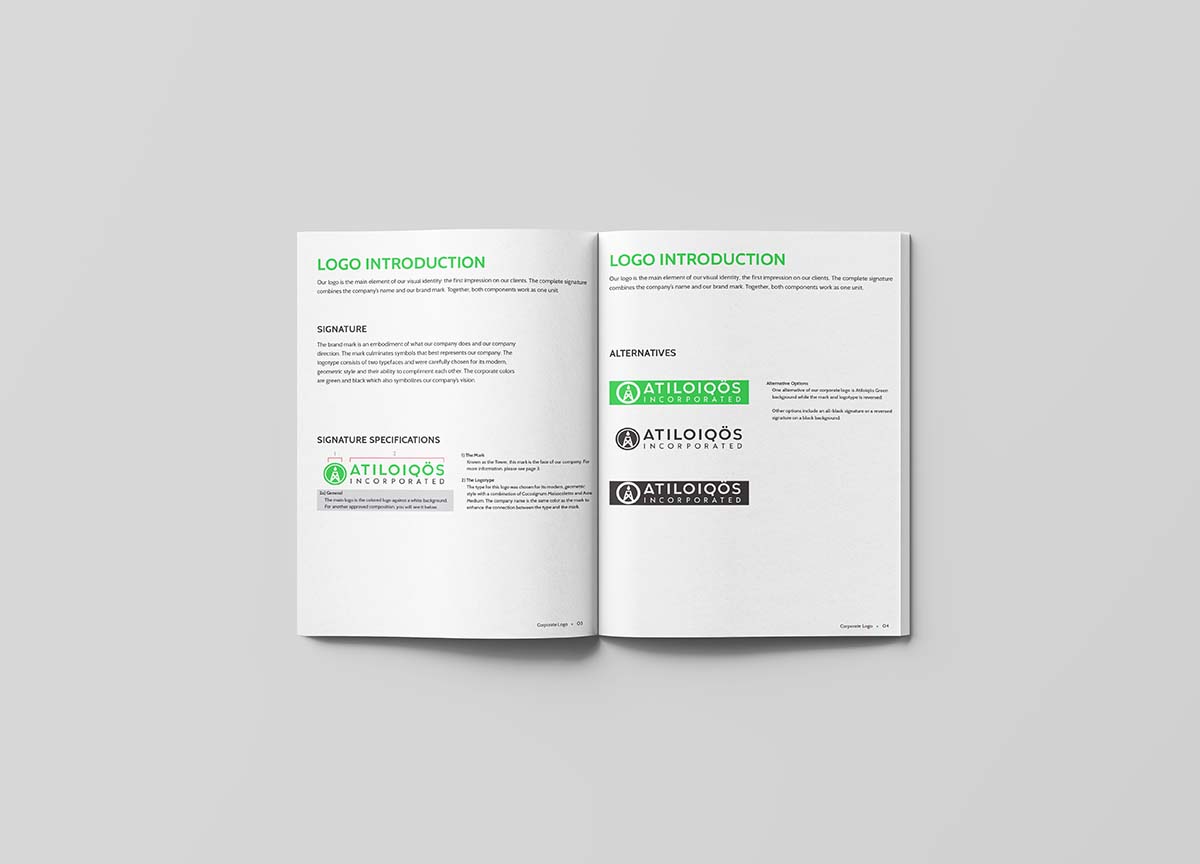 LOGO INTRODUCTION
Our logo is the main element of our visual identity; the first impression on our clients. The complete signature
combines the company's name and our brand mark. Together, both components work as one unit.
SIGNATURE
The brand mark is an embodiment of what our company does and our company
direction. The mark culminates symbols that best represents our company. The
logotype consists of two typefaces and were carefully chosen for its modern,
geometric style and their ability to compliment each other. The corporate colors
are green and black which also symbolizes our company's vision.
SIGNATURE SPECIFICATIONS
1 2
ATILOIQÖS
INCORPORATED
General
The main logo is the colored logo against a white background.
For another approved composition, you will see it below.
1) The Mark
Known as the Tower, this mark is the face of our company. For
more information, please see page 3.
2) The Logotype
The type for this logo was chosen for its modern, geometric
style with a combination of Cocosignum Maiuscoletto and
Medium. The company name is the same color as the mark to
enhance the connection between the type and the mark.
Corporate Logo • 03
LOGO INTRODUCTION
Our logo is the main element of our visual identity; the first impression on our clients. The complete signature
combines the company's name and our brand mark. Together, both components work as one unit.
ALTERNATIVES
ATILOIQÖS
INCORPORATED
ATILOIQÖS
INCORPORATED
ATILOIQÖS
INCORPORATED
Alternative Options
One alternative of our corporate logo is Atiloiqös Green
background while the mark and logotype is reversed.
Other options include an all-black signature or a reversed
signature on a black background.
Corporate Logo • 04